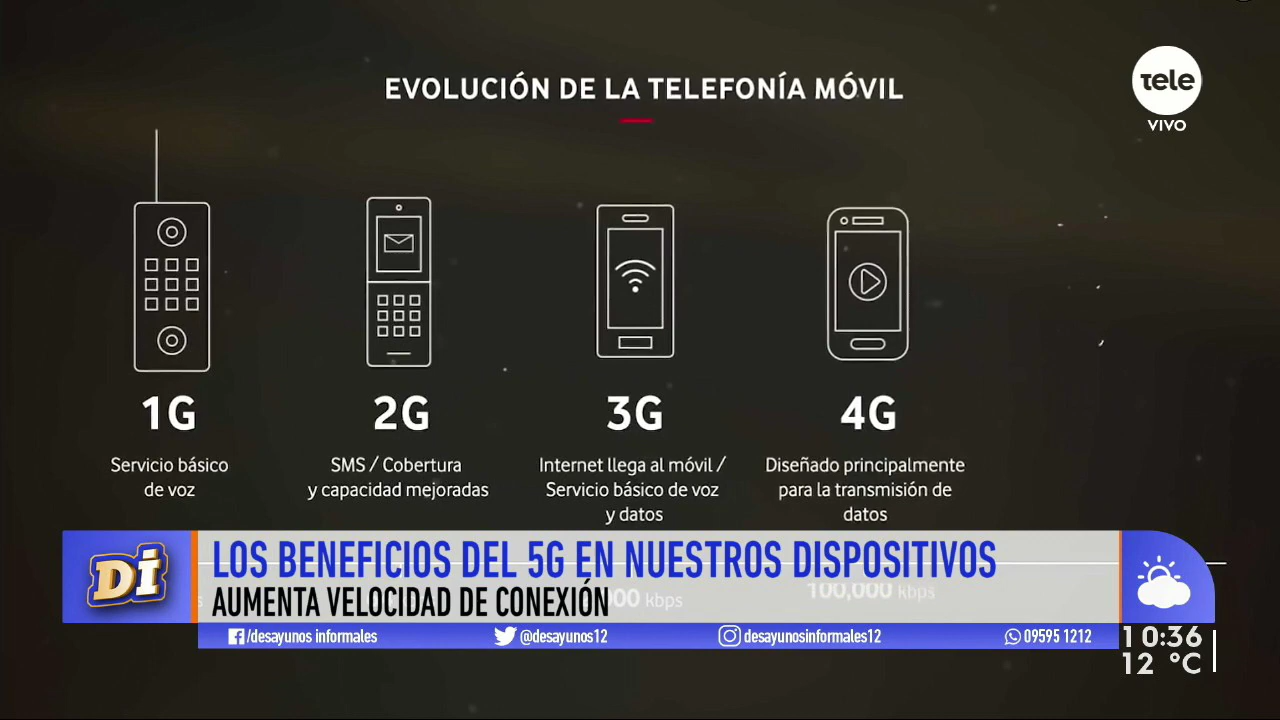 EVOLUCIÓN DE LA TELEFONÍA MÓVIL
tele
VIVO
1G
Servicio básico
de voz
2G
SMS / Cobertura
y capacidad mejoradas
3G
Internet llega al móvil /
Servicio básico de voz
y datos
4G
Diseñado principalmente
para la transmisión de
datos
100,000 kbps
kbps
Di
LOS BENEFICIOS DEL 5G EN NUESTROS DISPOSITIVOS
AUMENTA VELOCIDAD DE CONEXIÓN
/desayunos informales
@desayunos12
desayunosinformales12
09595 1212
10:36
12 °C